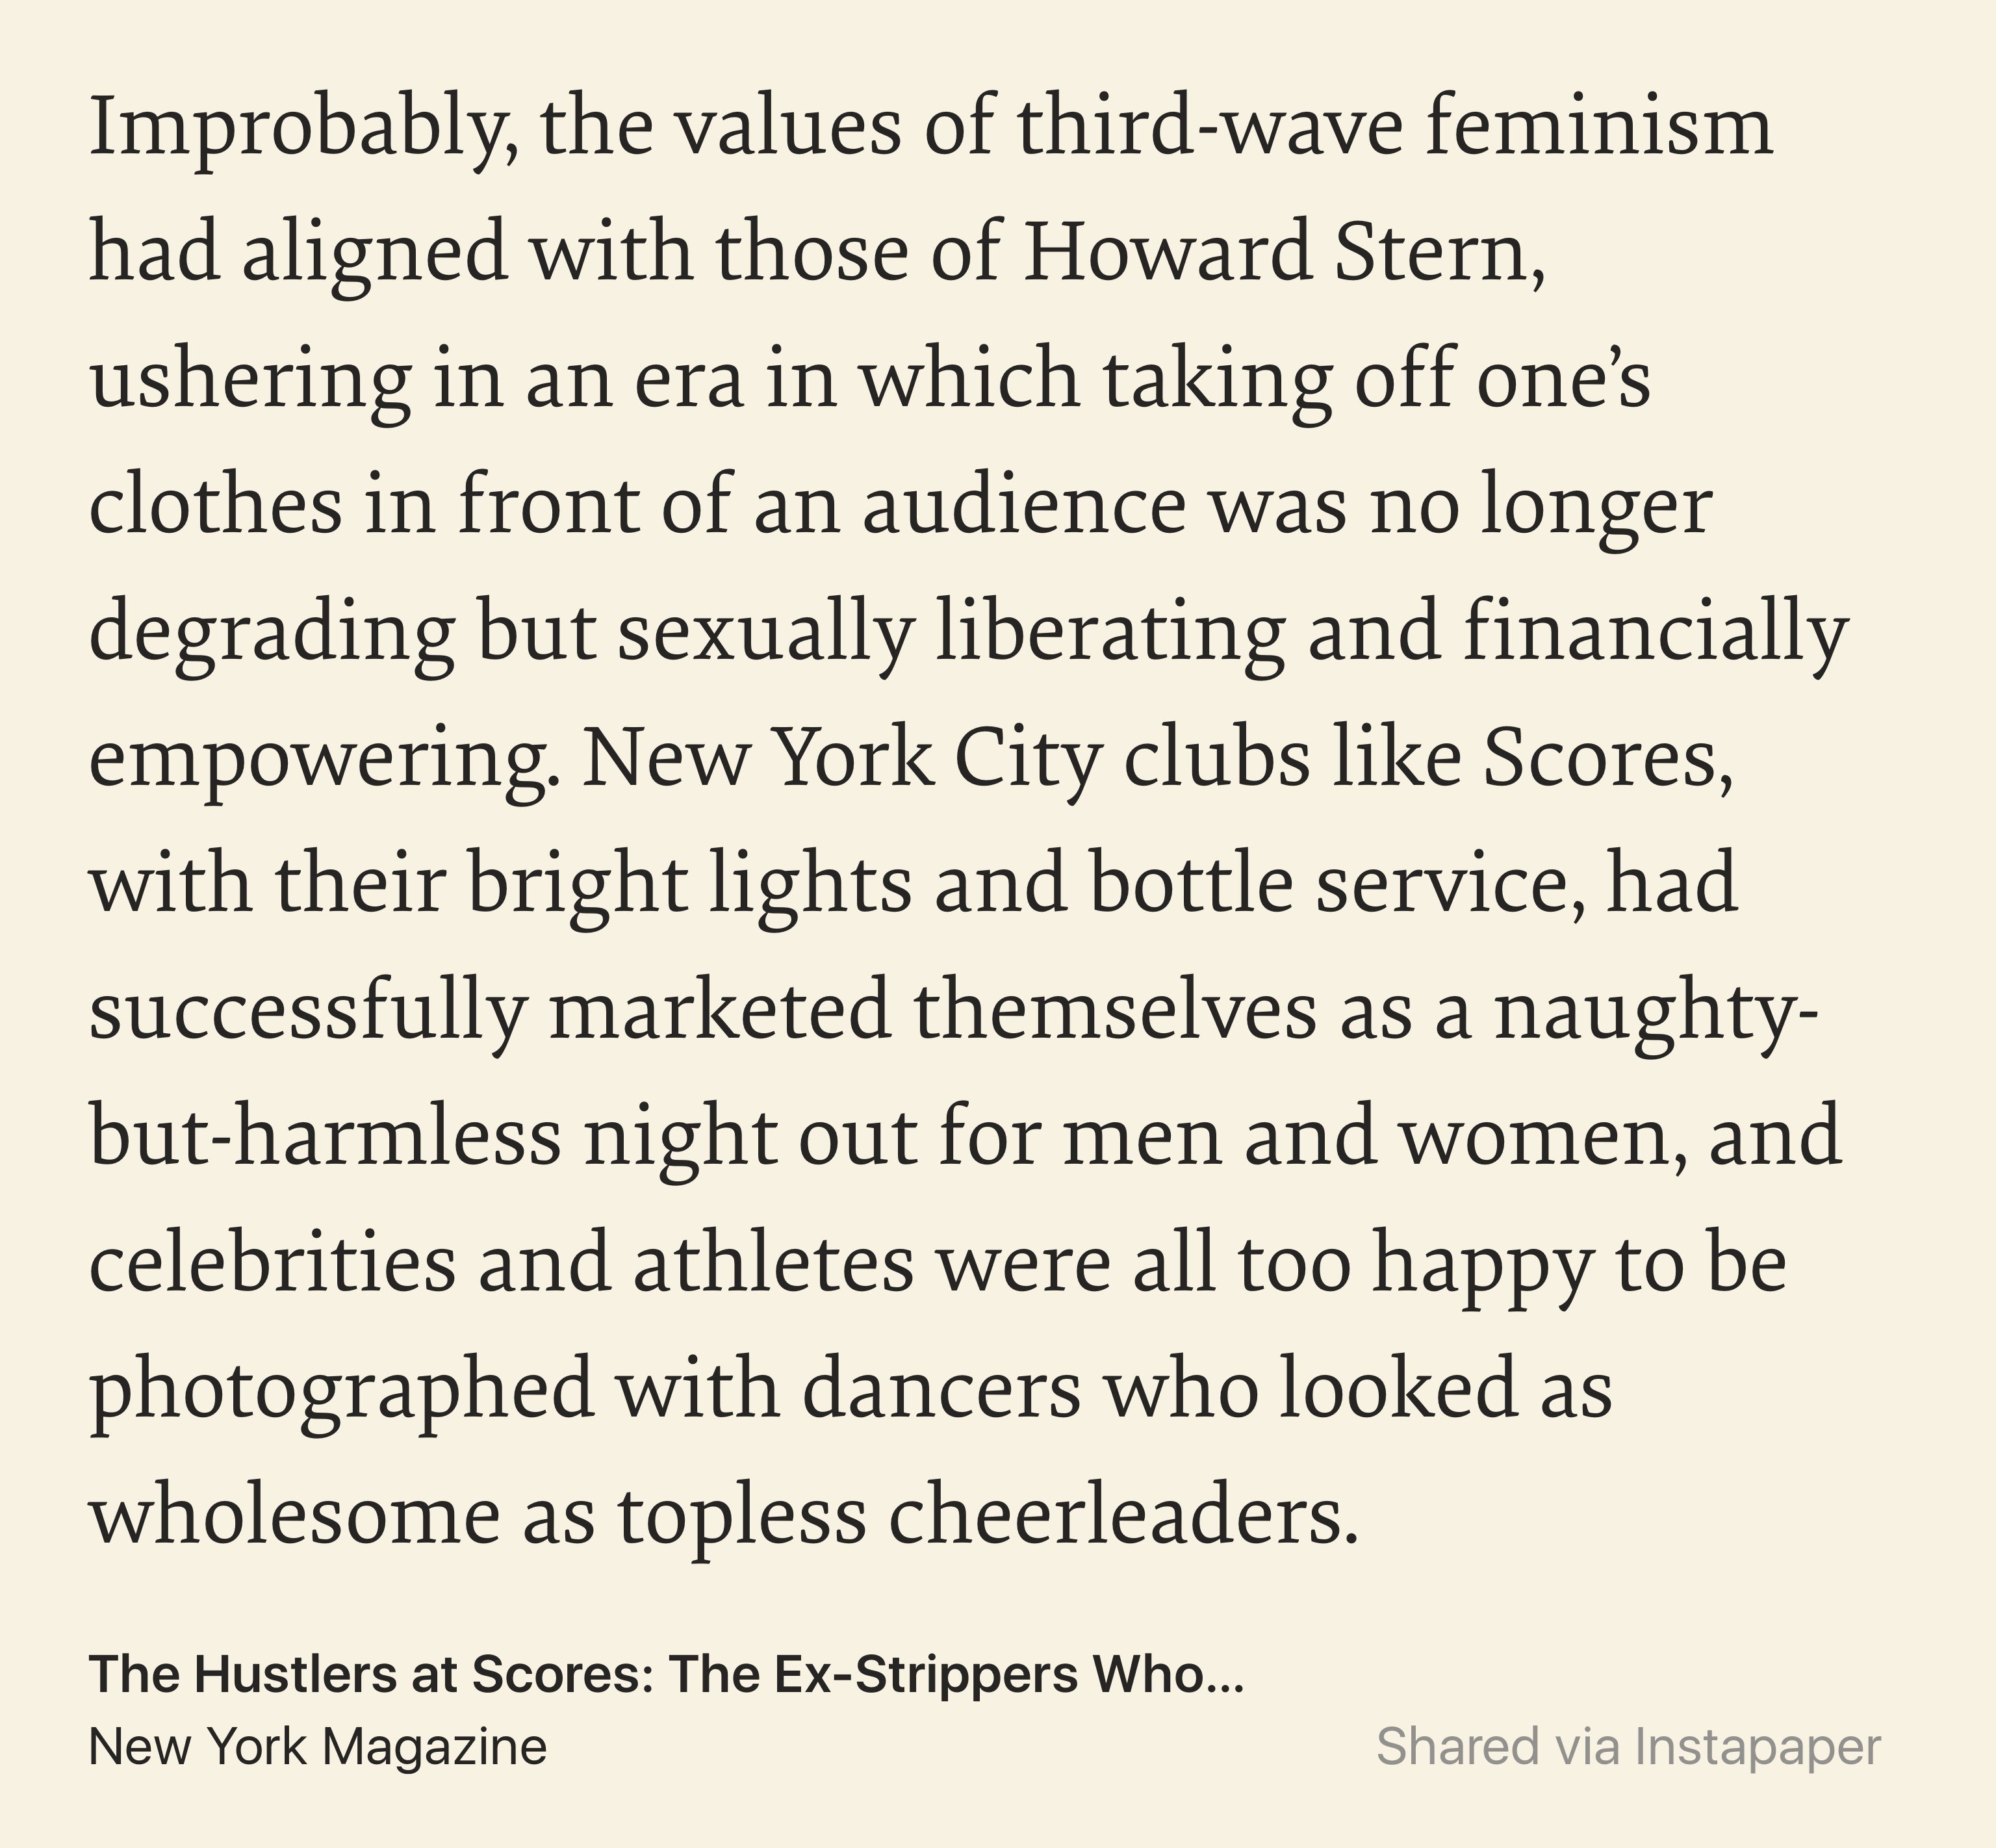 Improbably, the values of third-wave feminism
had aligned with those of Howard Stern,
ushering in an era in which taking off one’s
clothes in front of an audience was no longer
degrading but sexually liberating and financially
empowering. New York City clubs like Scores,
with their bright lights and bottle service, had
successfully marketed themselves as a naughty-
but-harmless night out for men and women, and
celebrities and athletes were all too happy to be
photographed with dancers who looked as
wholesome as topless cheerleaders.
The Hustlers at Scores: The Ex-Strippers Who...
New York Magazine
Shared via Instapaper